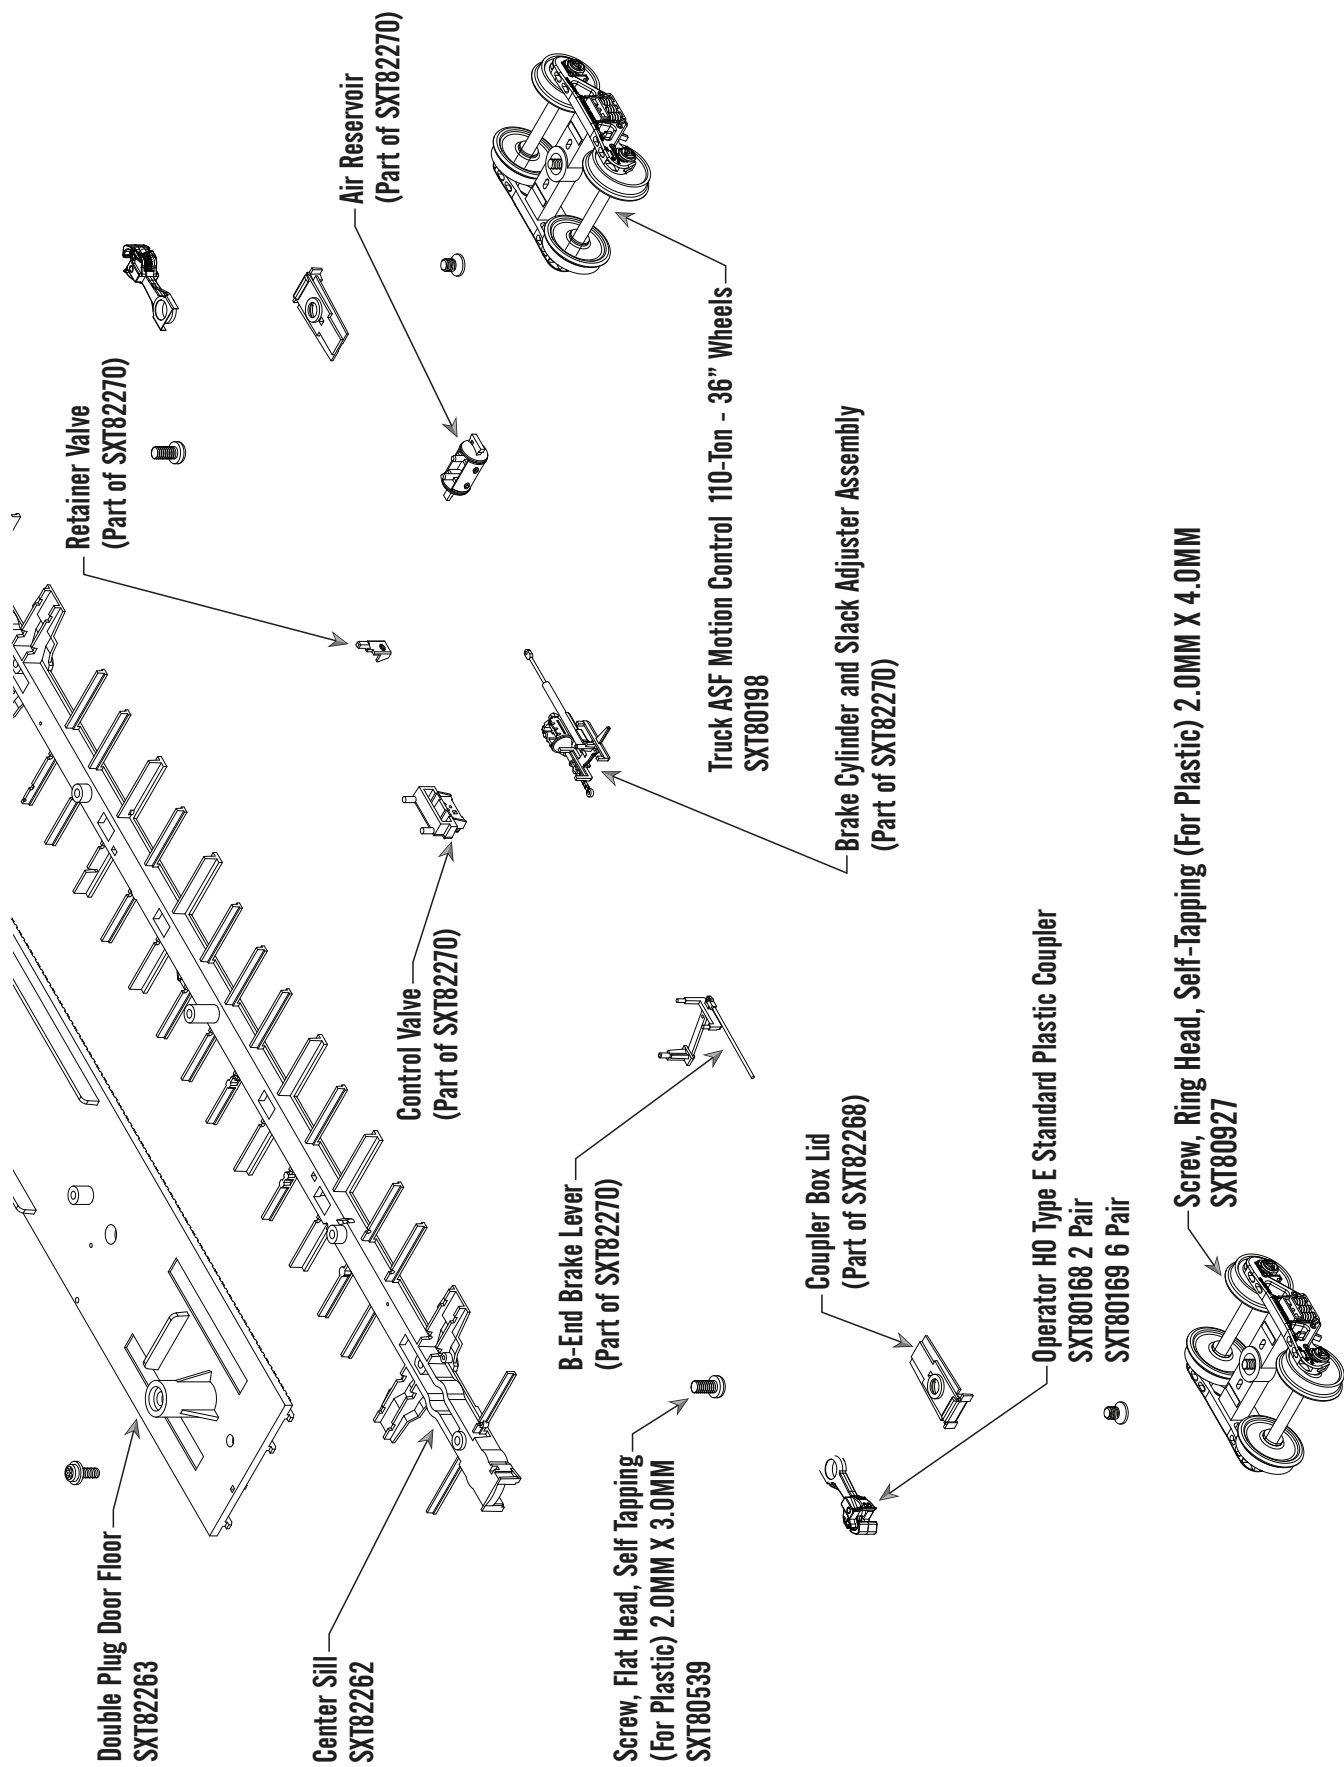 Double Plug Door Floor
SXT82263
Center Sill
SXT82262
Screw, Flat Head, Self Tapping
(For Plastic) 2.0MM X 3.0MM
SXT80539
Retainer Valve
(Part of SXT82270)
Air Reservoir
(Part of SXT82270)
Control Valve
(Part of SXT82270)
B-End Brake Lever
(Part of SXT82270)
Truck ASF Motion Control 110-Ton - 36” Wheels
SXT80198
Brake Cylinder and Slack Adjuster Assembly
(Part of SXT82270)
Coupler Box Lid
(Part of SXT82268)
Operator HO Type E Standard Plastic Coupler
SXT80168 2 Pair
SXT80169 6 Pair
Screw, Ring Head, Self-Tapping (For Plastic) 2.0MM X 4.0MM
SXT80927